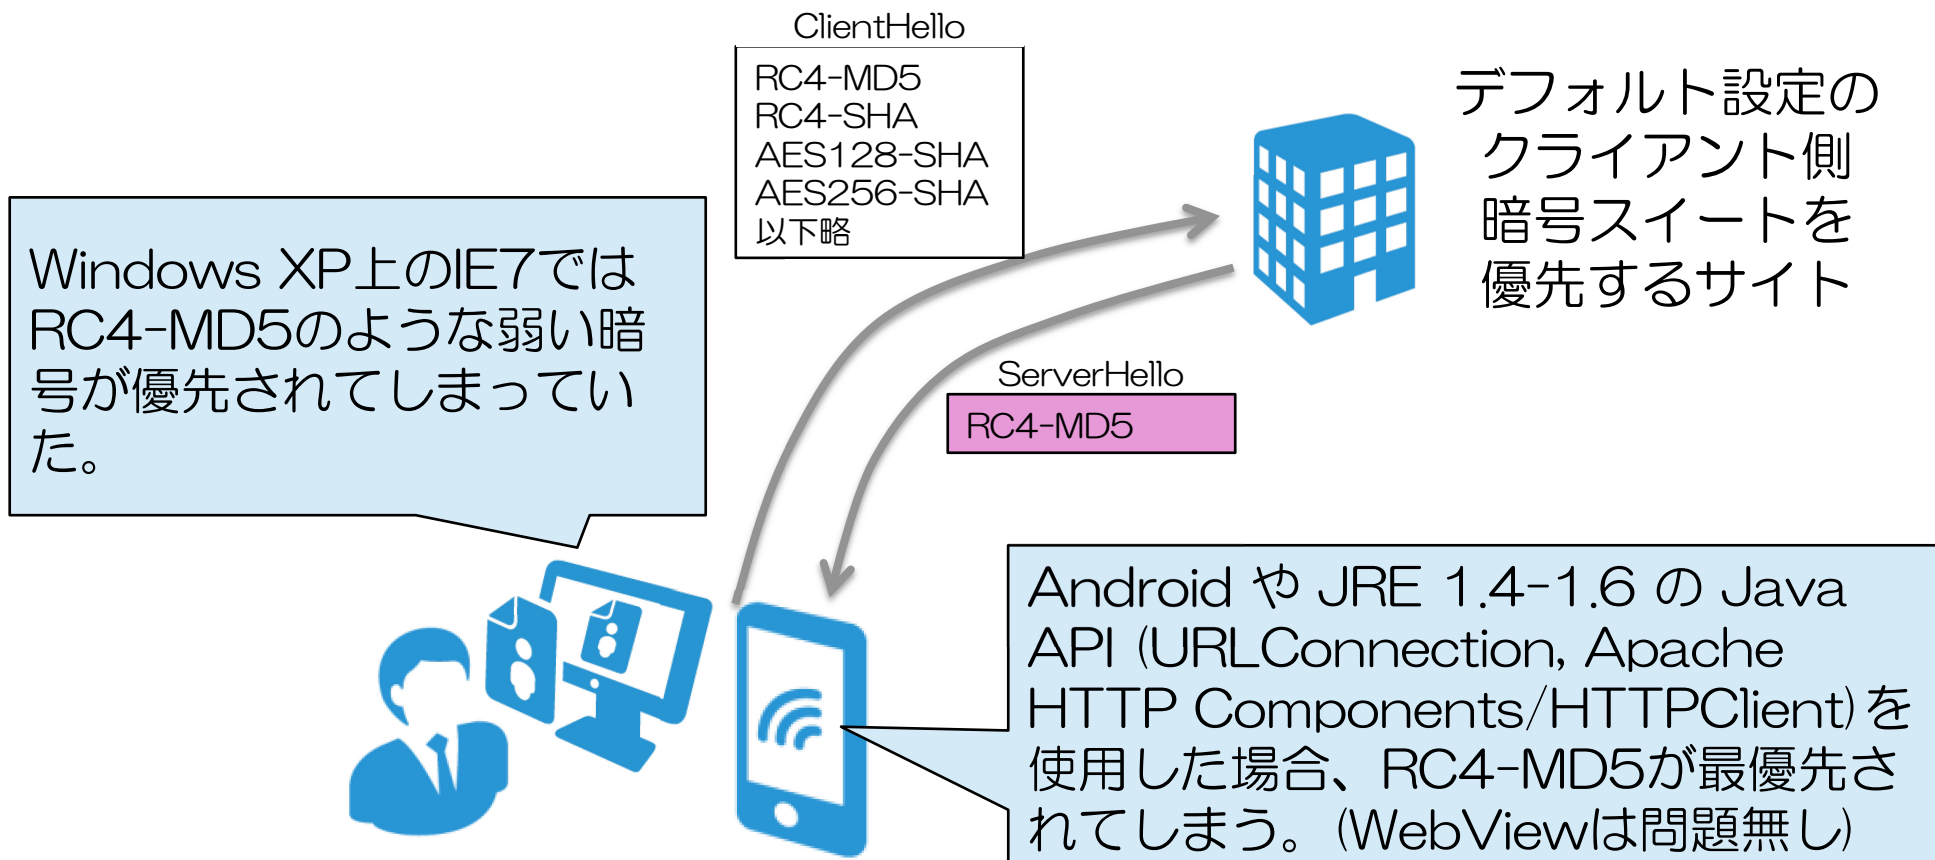 ClientHello
RC4-MD5
RC4-SHA
AES128-SHA
AES256-SHA
以下略
デフォルト設定の
クライアント側
暗号スイートを
優先するサイト
Windows XP上のIE7では
RC4-MD5のような弱い暗
号が優先されてしまってい
た。
ServerHello
RC4-MD5
Android や JRE 1.4-1.6 の Java
API (URLConnection, Apache
HTTP Components/HTTPClient)を
使用した場合、RC4-MD5が最優先さ
れてしまう。(WebViewは問題無し)